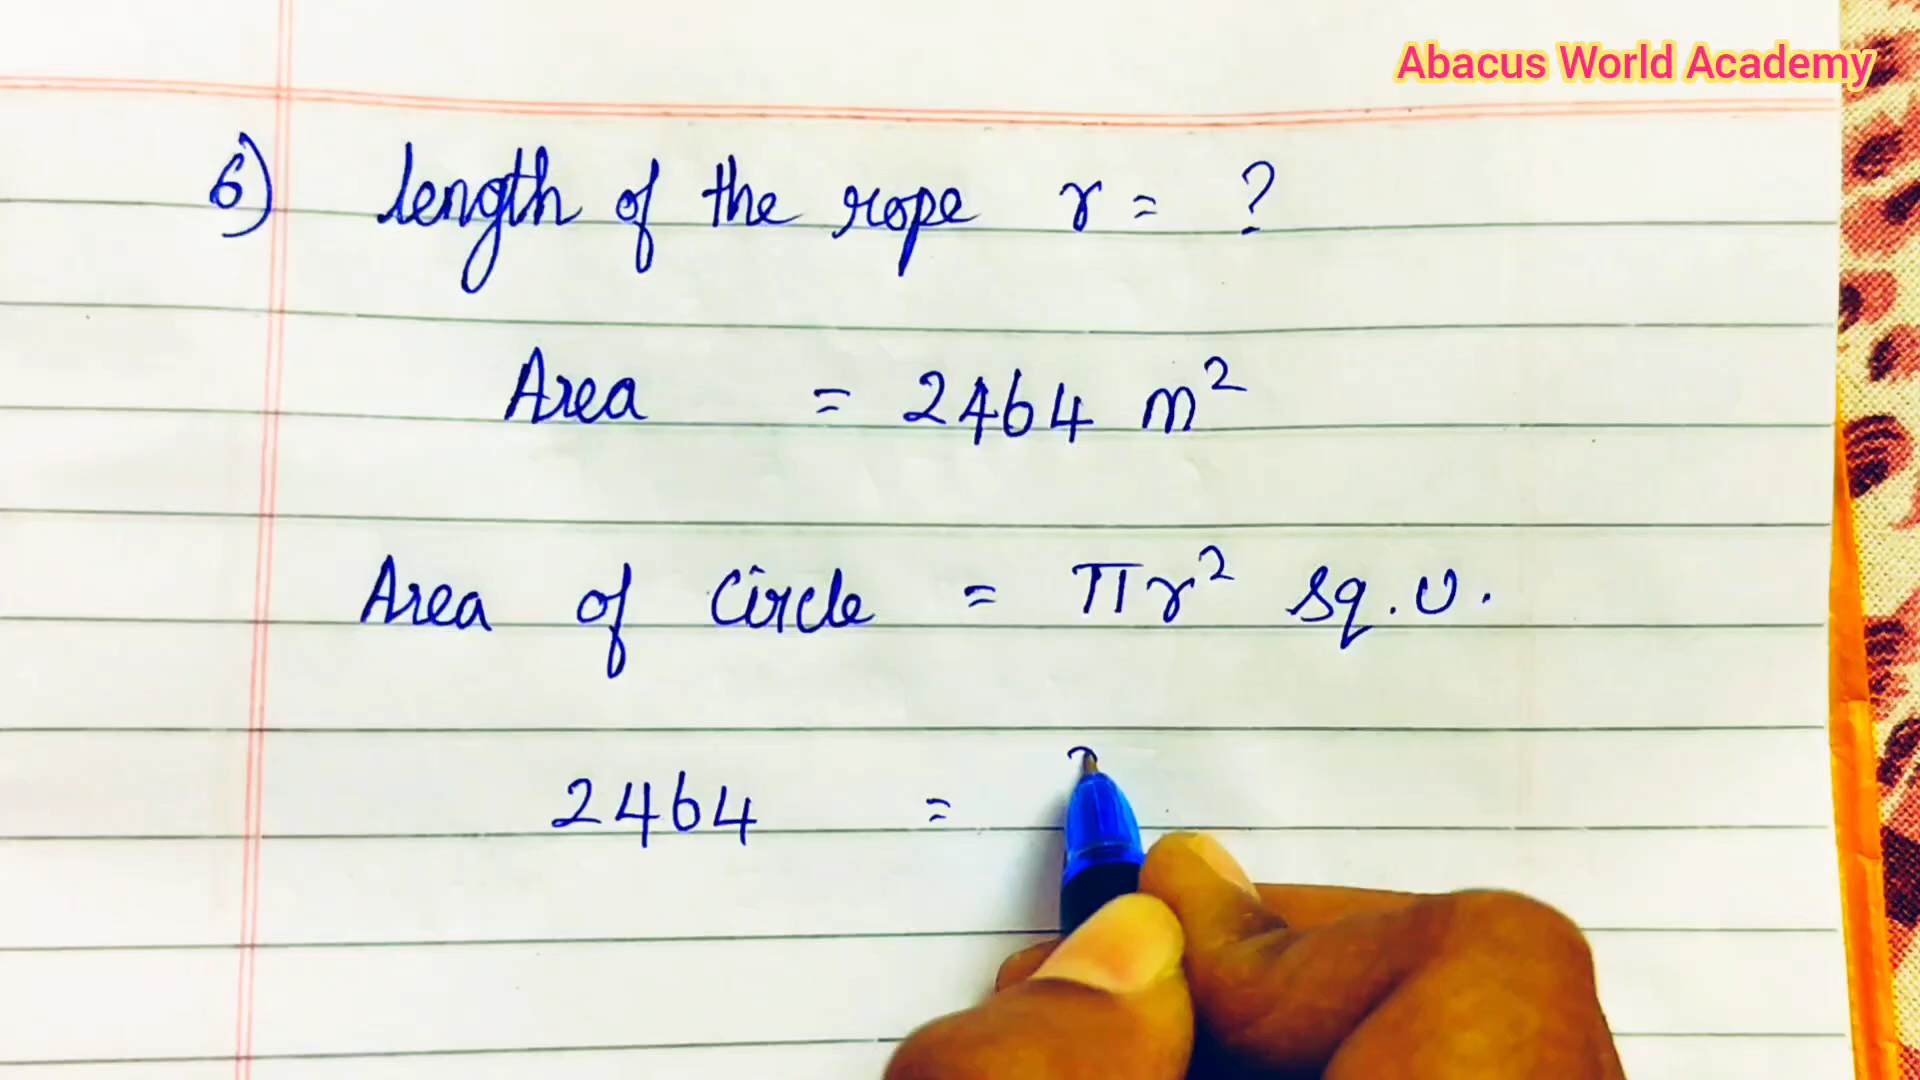 Abacus World Academy
6) length of the rope r = ?
Area = 2464 m²
Area of Circle = πr² sq.u.
2464 =